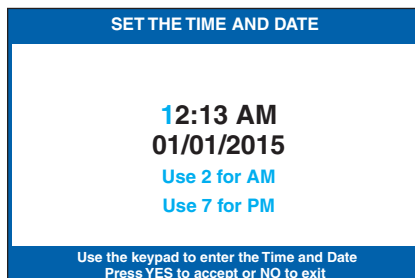 SET THE TIME AND DATE
12:13 AM
01/01/2015
Use 2 for AM
Use 7 for PM
Use the keypad to enter the Time and Date
Press YES to accept or NO to exit